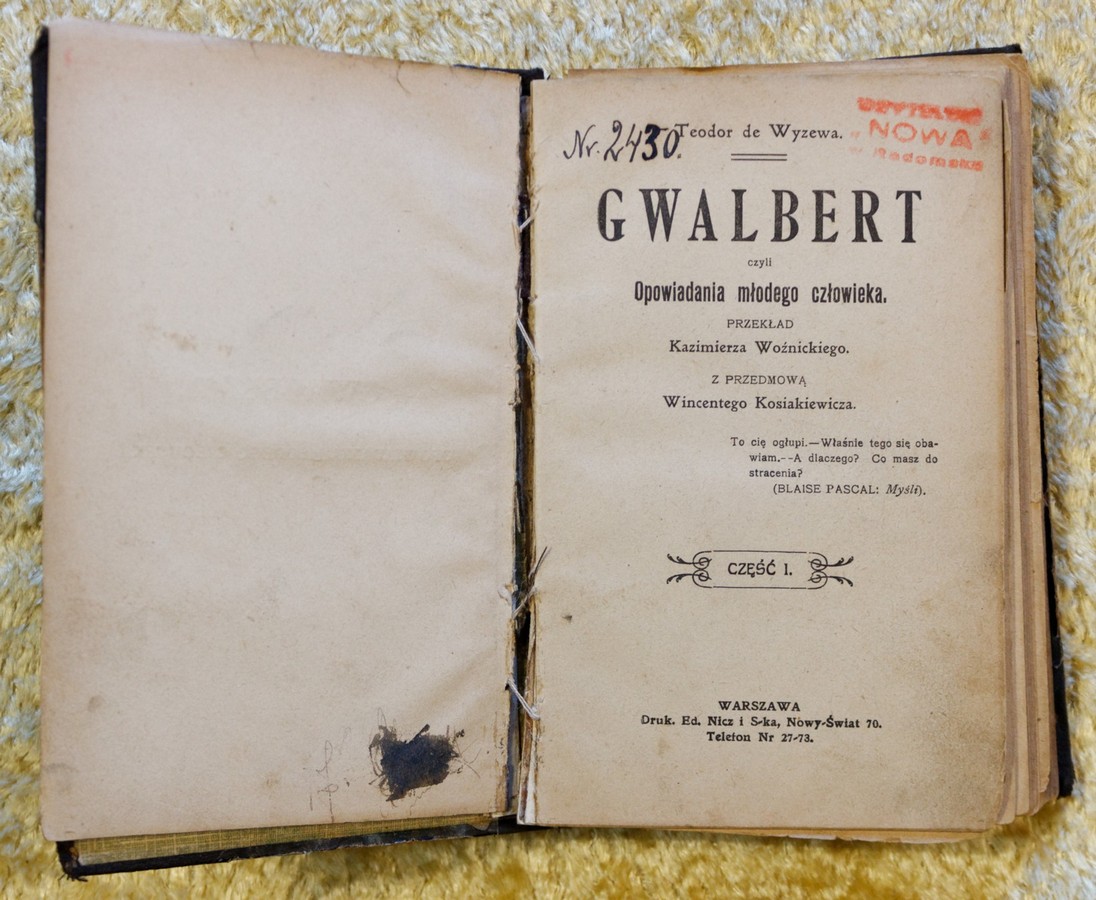 Nr. 2430.
Teodor de Wyzewa.
NOWA
GWALBERT
czyli
Opowiadania młodego człowieka.
PRZEKŁAD
Kazimierza Woźnickiego.
Z PRZEDMOWĄ
Wincentego Kosiakiewicza.
To cię ogłupi.—Właśnie tego się oba-
wiam.--A dlaczego? Co masz do
stracenia?
(BLAISE PASCAL: Myśli).
CZĘŚĆ I.
WARSZAWA
Druk. Ed. Nicz i S-ka, Nowy-Świat 70.
Telefon Nr 27-73.